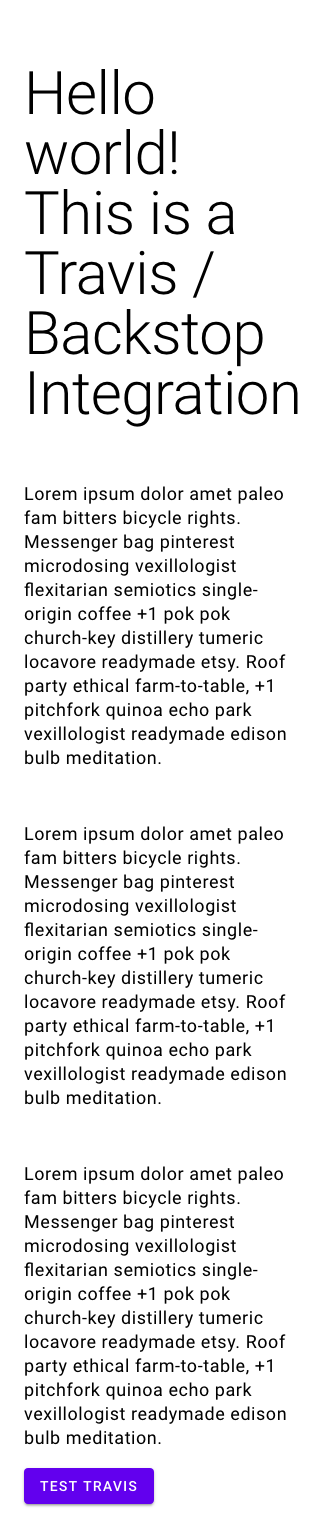 Hello
world!
This is a
Travis /
Backstop
Integration
Lorem ipsum dolor amet paleo
fam bitters bicycle rights.
Messenger bag pinterest
microdosing vexillologist
flexitarian semiotics single-
origin coffee +1 pok pok
church-key distillery tumeric
locavore readymade etsy. Roof
party ethical farm-to-table, +1
pitchfork quinoa echo park
vexillologist readymade edison
bulb meditation.
Lorem ipsum dolor amet paleo
fam bitters bicycle rights.
Messenger bag pinterest
microdosing vexillologist
flexitarian semiotics single-
origin coffee +1 pok pok
church-key distillery tumeric
locavore readymade etsy. Roof
party ethical farm-to-table, +1
pitchfork quinoa echo park
vexillologist readymade edison
bulb meditation.
Lorem ipsum dolor amet paleo
fam bitters bicycle rights.
Messenger bag pinterest
microdosing vexillologist
flexitarian semiotics single-
origin coffee +1 pok pok
church-key distillery tumeric
locavore readymade etsy. Roof
party ethical farm-to-table, +1
pitchfork quinoa echo park
vexillologist readymade edison
bulb meditation.
TEST TRAVIS